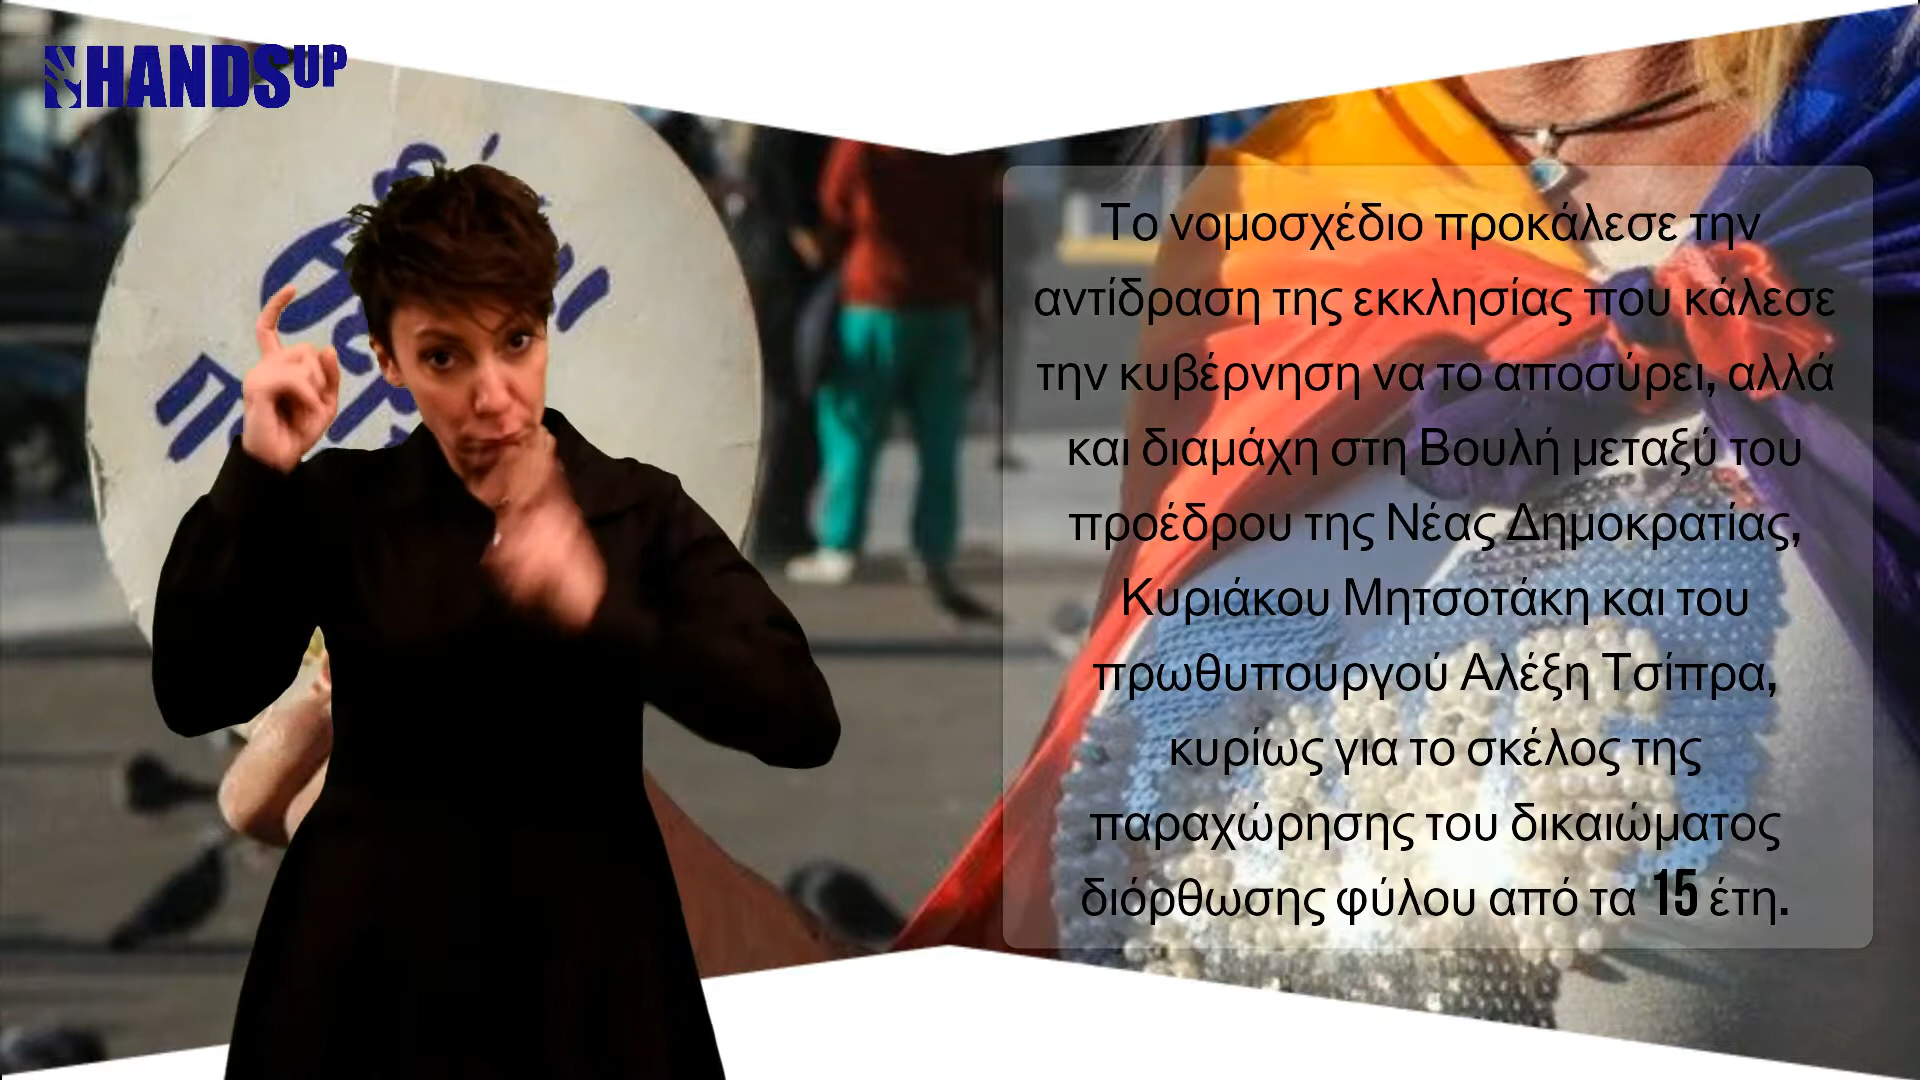 HANDSUP
Το νομοσχέδιο προκάλεσε την
αντίδραση της εκκλησίας που κάλεσε
την κυβέρνηση να το αποσύρει, αλλά
και διαμάχη στη Βουλή μεταξύ του
προέδρου της Νέας Δημοκρατίας,
Κυριάκου Μητσοτάκη και του
πρωθυπουργού Αλέξη Τσίπρα,
κυρίως για το σκέλος της
παραχώρησης του δικαιώματος
διόρθωσης φύλου από τα 15 έτη.